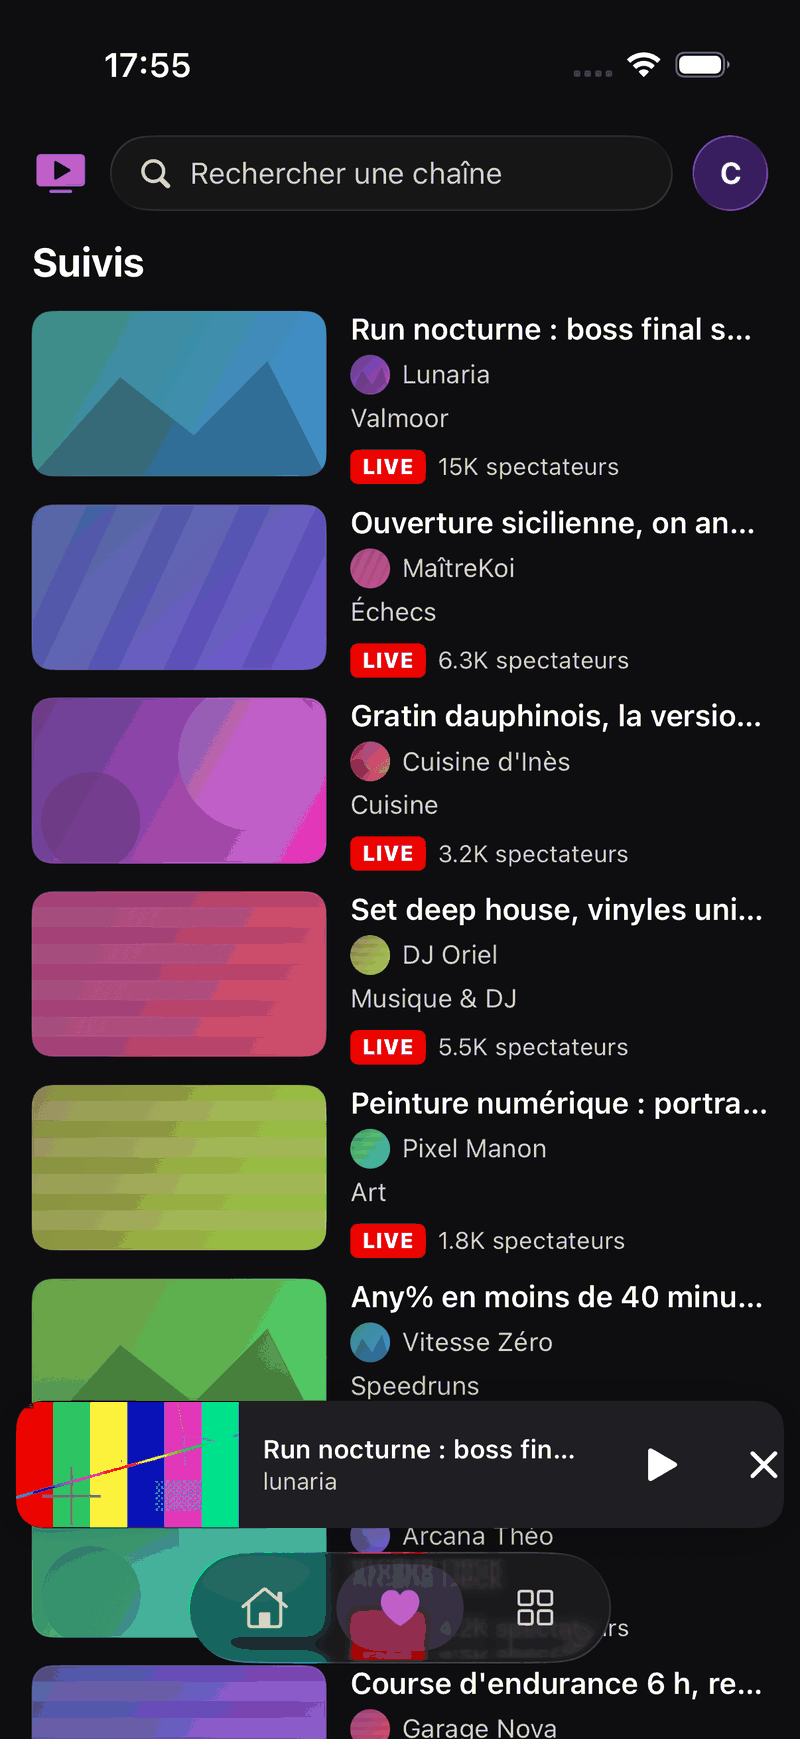 17:55
Rechercher une chaîne
C
Suivis
Run nocturne : boss final s...
Lunaria
Valmoor
LIVE 15K spectateurs
Ouverture sicilienne, on an...
MaîtreKoi
Échecs
LIVE 6.3K spectateurs
Gratin dauphinois, la versio...
Cuisine d'Inès
Cuisine
LIVE 3.2K spectateurs
Set deep house, vinyles uni...
DJ Oriel
Musique & DJ
LIVE 5.5K spectateurs
Peinture numérique : portra...
Pixel Manon
Art
LIVE 1.8K spectateurs
Any% en moins de 40 minu...
Vitesse Zéro
Speedruns
Run nocturne : boss fin...
lunaria
Arcana Théo
Course d'endurance 6 h, re...
Garage Nova